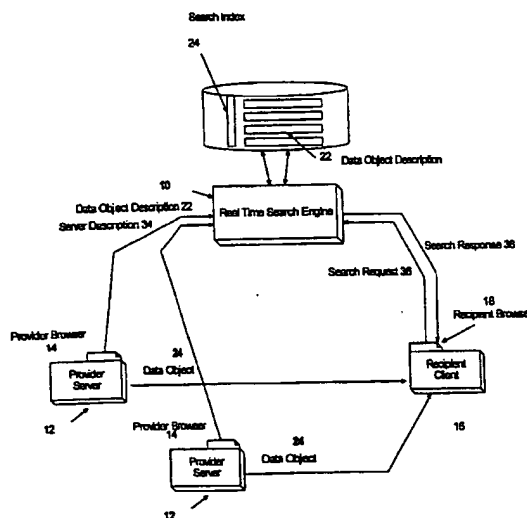 Search Index
24
22
Data Object Description
10
Data Object Description 22
Server Description 34
Real Time Search Engine
Search Response 36
Search Request 36
18
Recipient Browser
Provider Browser
14
Provider
Server
12
24
Data Object
Recipient
Client
16
Provider Browser
14
24
Data Object
Provider
Server
12